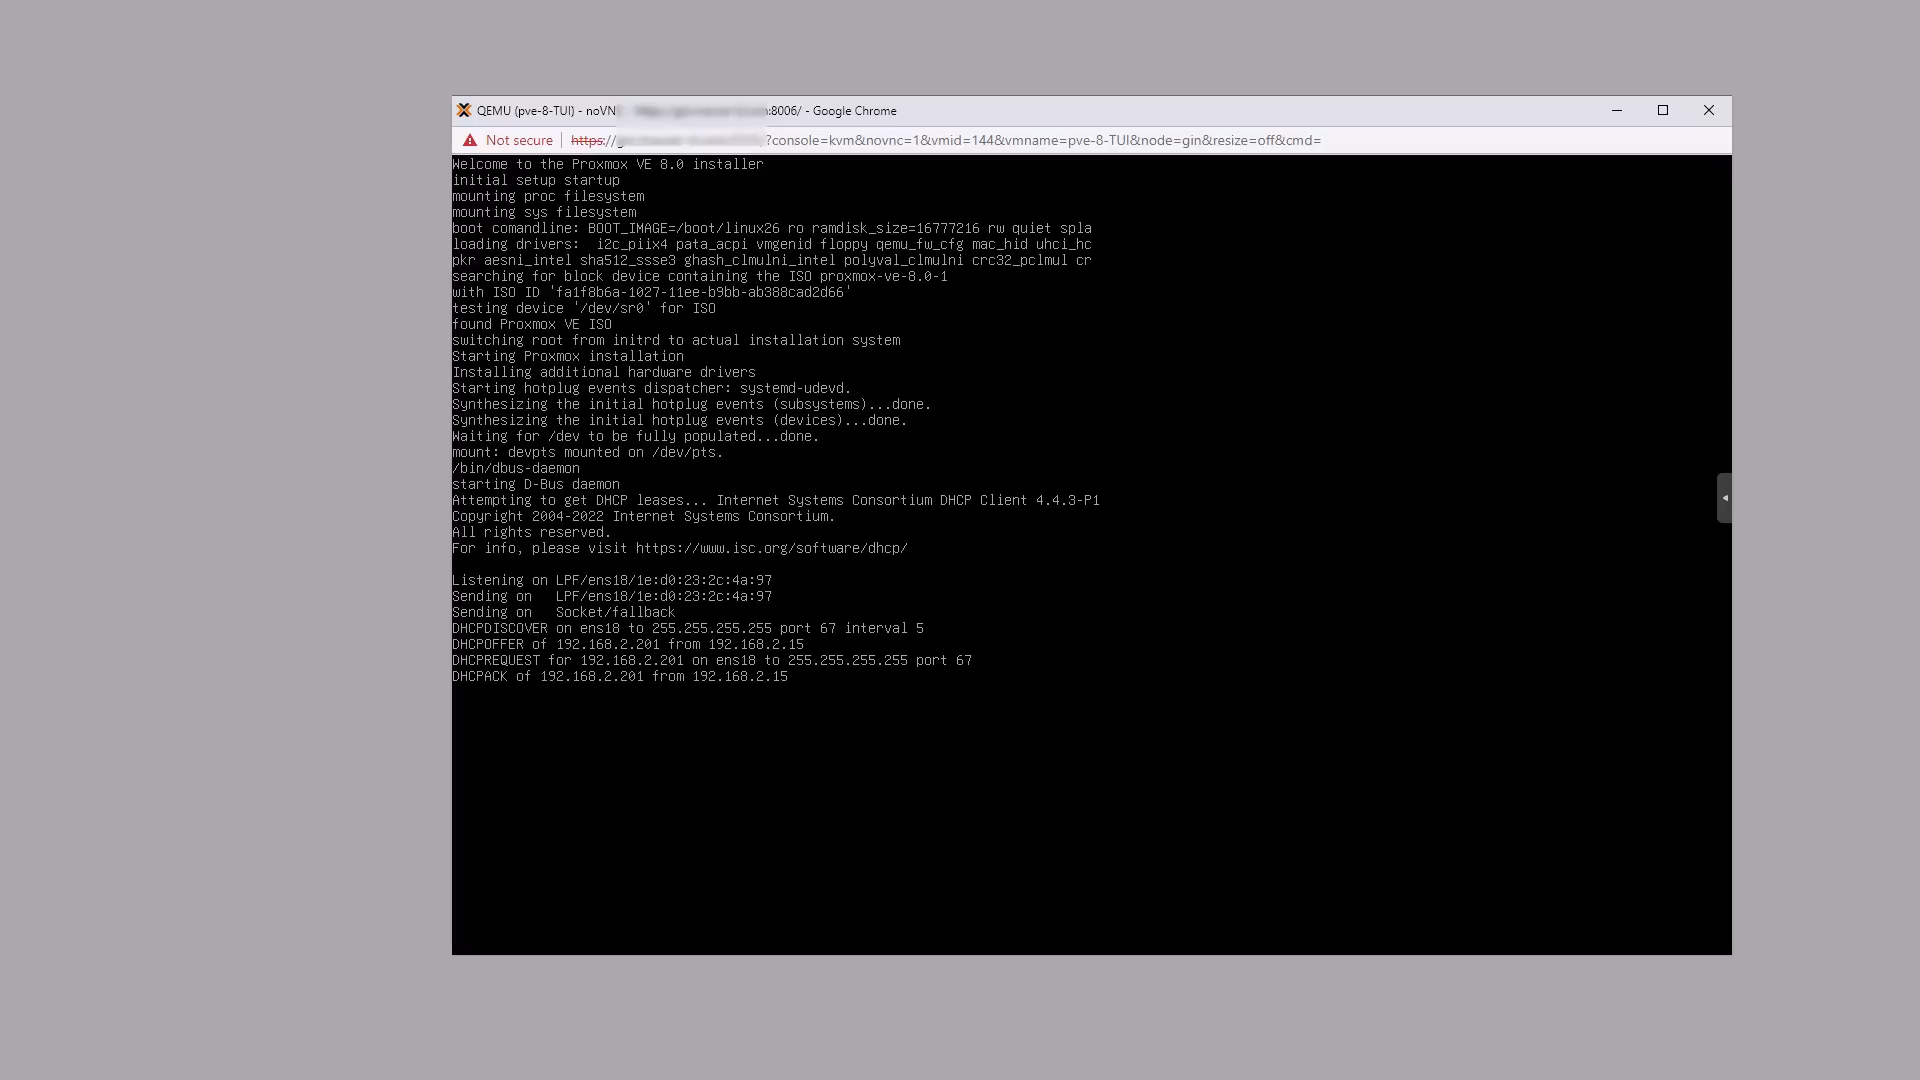 QEMU (pve-8-TUI) - noVN :8006/ - Google Chrome
Not secure https:// ?console=kvm&novnc=1&vmid=144&vmname=pve-8-TUI&node=gin&resize=off&cmd=
Welcome to the Proxmox VE 8.0 installer
initial setup startup
mounting proc filesystem
mounting sys filesystem
boot comandline: BOOT_IMAGE=/boot/linux26 ro ramdisk_size=16777216 rw quiet spla
loading drivers:  i2c_piix4 pata_acpi vmgenid floppy qemu_fw_cfg mac_hid uhci_hc
pkr aesni_intel sha512_ssse3 ghash_clmulni_intel polyval_clmulni crc32_pclmul cr
searching for block device containing the ISO proxmox-ve-8.0-1
with ISO ID 'fa1f8b6a-1027-11ee-b9bb-ab388cad2d66'
testing device '/dev/sr0' for ISO
found Proxmox VE ISO
switching root from initrd to actual installation system
Starting Proxmox installation
Installing additional hardware drivers
Starting hotplug events dispatcher: systemd-udevd.
Synthesizing the initial hotplug events (subsystems)...done.
Synthesizing the initial hotplug events (devices)...done.
Waiting for /dev to be fully populated...done.
mount: devpts mounted on /dev/pts.
/bin/dbus-daemon
starting D-Bus daemon
Attempting to get DHCP leases... Internet Systems Consortium DHCP Client 4.4.3-P1
Copyright 2004-2022 Internet Systems Consortium.
All rights reserved.
For info, please visit https://www.isc.org/software/dhcp/
Listening on LPF/ens18/1e:d0:23:2c:4a:97
Sending on   LPF/ens18/1e:d0:23:2c:4a:97
Sending on   Socket/fallback
DHCPDISCOVER on ens18 to 255.255.255.255 port 67 interval 5
DHCPOFFER of 192.168.2.201 from 192.168.2.15
DHCPREQUEST for 192.168.2.201 on ens18 to 255.255.255.255 port 67
DHCPACK of 192.168.2.201 from 192.168.2.15